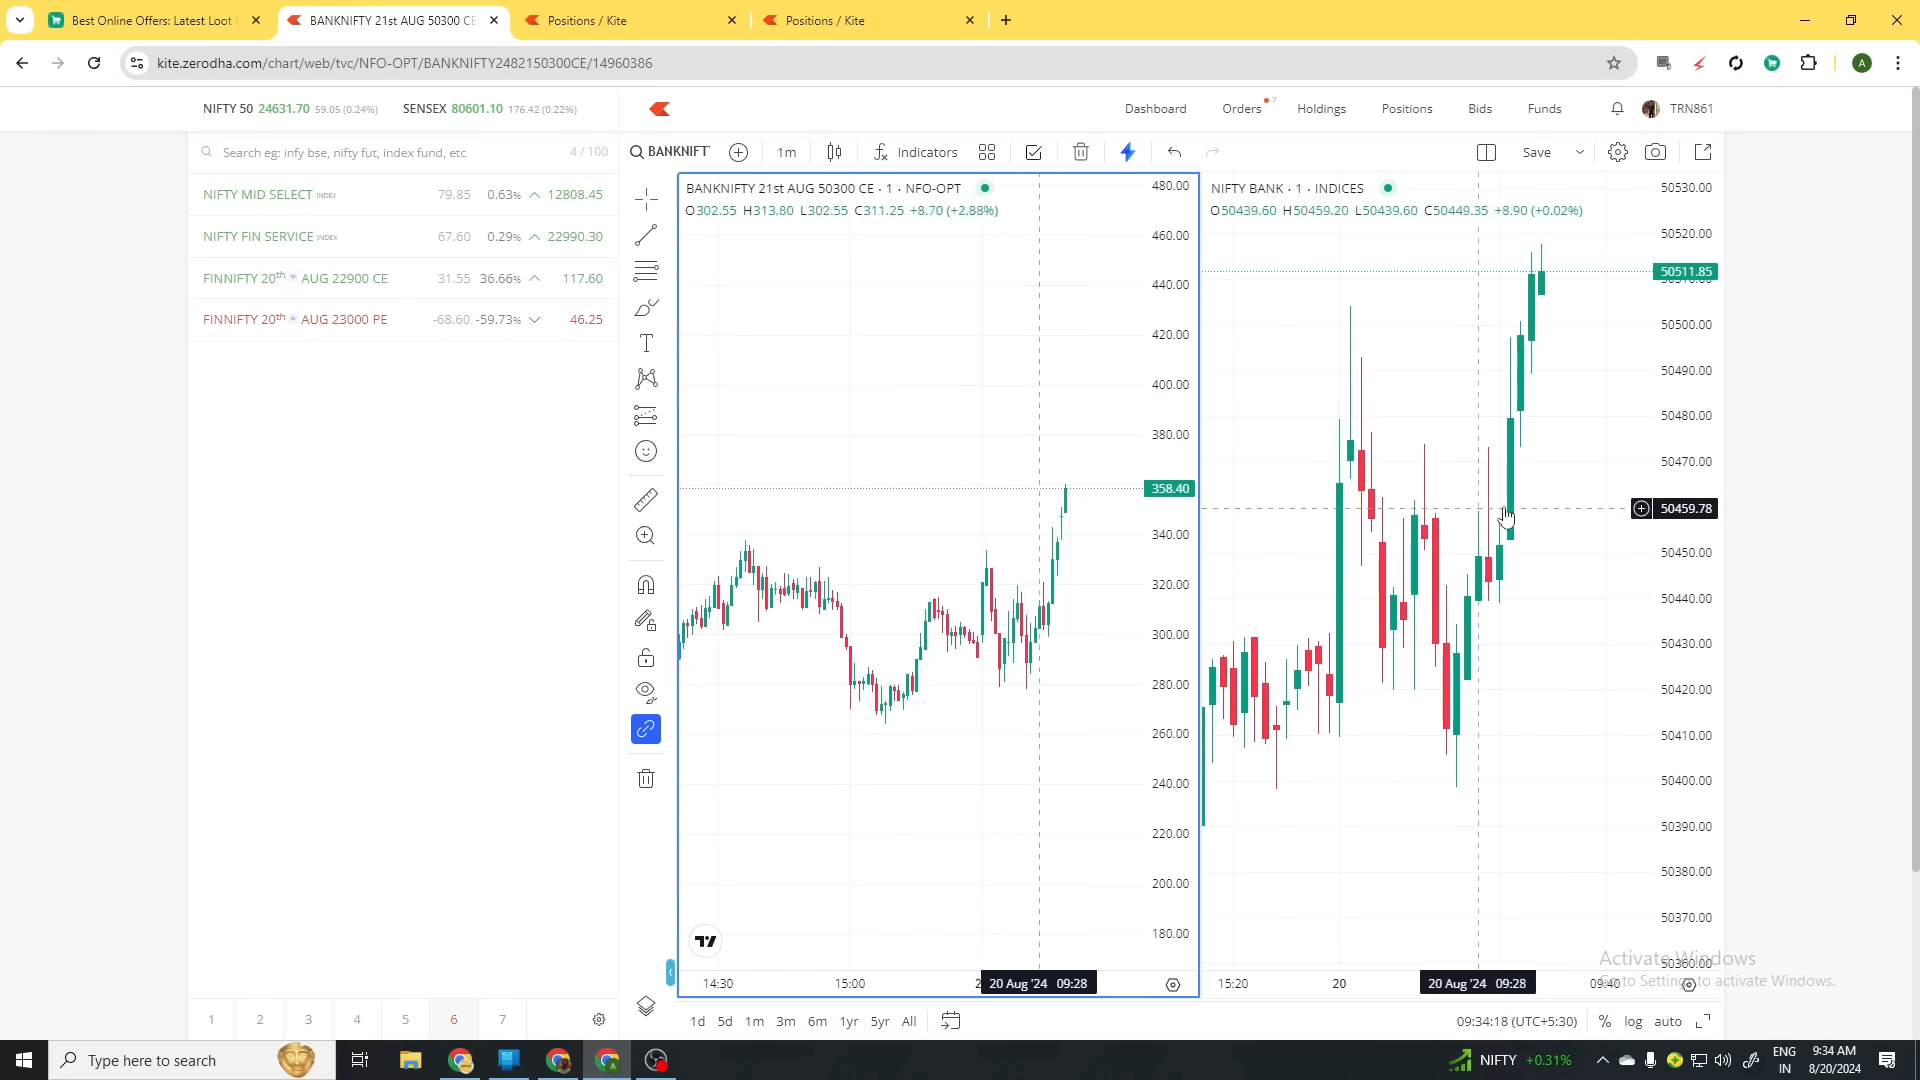 Best Online Offers: Latest Loot
BANKNIFTY 21st AUG 50300 CE
Positions / Kite
Positions / Kite
kite.zerodha.com/chart/web/tvc/NFO-OPT/BANKNIFTY2482150300CE/14960386
A
NIFTY 50 24631.70 59.05 (0.24%)
SENSEX 80601.10 176.42 (0.22%)
Dashboard
Orders 7
Holdings
Positions
Bids
Funds
TRN861
Search eg: infy bse, nifty fut, index fund, etc
4 / 100
NIFTY MID SELECT INDEX 79.85 0.63% 12808.45
NIFTY FIN SERVICE INDEX 67.60 0.29% 22990.30
FINNIFTY 20th AUG 22900 CE 31.55 36.66% 117.60
FINNIFTY 20th AUG 23000 PE -68.60 -59.73% 46.25
1 2 3 4 5 6 7
BANKNIFT
1m
Indicators
Save
BANKNIFTY 21st AUG 50300 CE · 1 · NFO-OPT
O302.55 H313.80 L302.55 C311.25 +8.70 (+2.88%)
480.00
460.00
440.00
420.00
400.00
380.00
358.40
340.00
320.00
300.00
280.00
260.00
240.00
220.00
200.00
180.00
14:30
15:00
20 Aug '24 09:28
NIFTY BANK · 1 · INDICES
O50439.60 H50459.20 L50439.60 C50449.35 +8.90 (+0.02%)
50530.00
50520.00
50511.85
50500.00
50490.00
50480.00
50470.00
50459.78
50450.00
50440.00
50430.00
50420.00
50410.00
50400.00
50390.00
50380.00
50370.00
50360.00
15:20
20
20 Aug '24 09:28
09:40
Activate Windows
Go to Settings to activate Windows.
1d 5d 1m 3m 6m 1yr 5yr All
09:34:18 (UTC+5:30)
% log auto
Type here to search
NIFTY +0.31%
ENG
IN
9:34 AM
8/20/2024